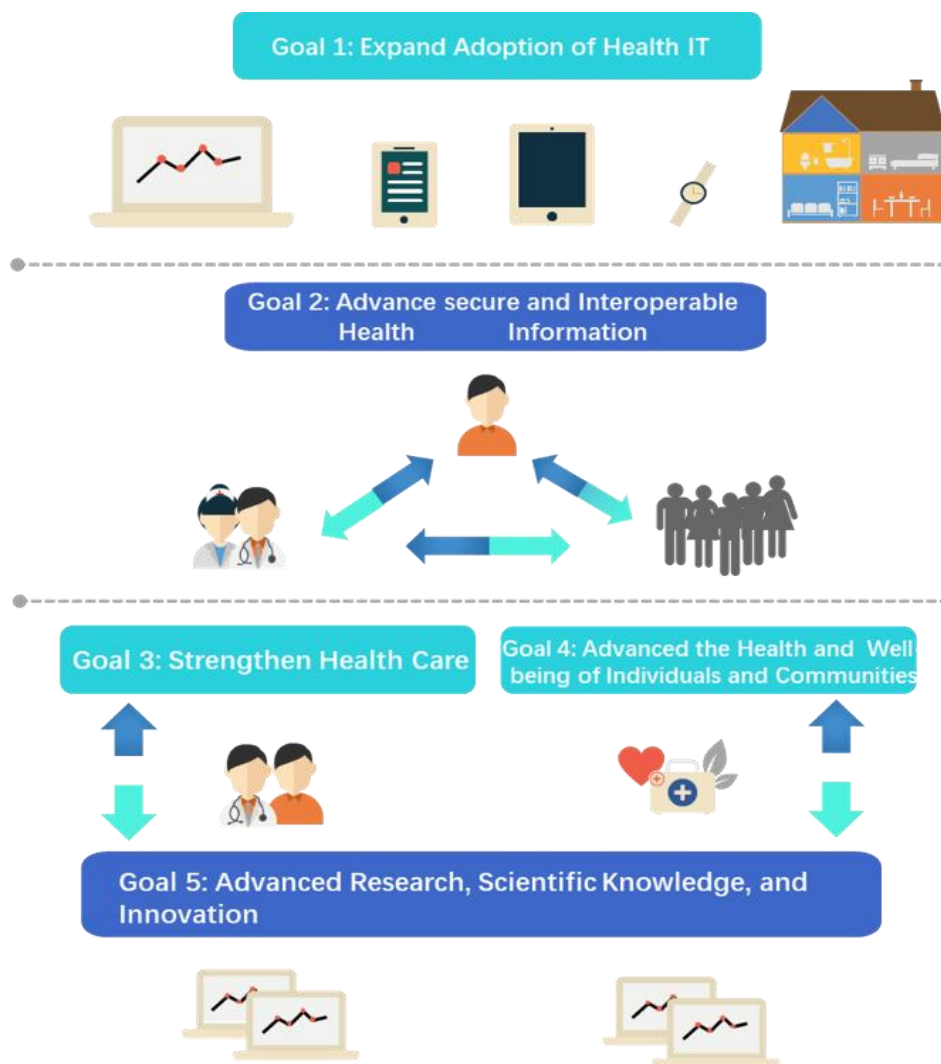 Goal 1: Expand Adoption of Health IT
Goal 2: Advance secure and Interoperable
Health Information
Goal 3: Strengthen Health Care
Goal 4: Advanced the Health and Well-
being of Individuals and Communities
Goal 5: Advanced Research, Scientific Knowledge, and
Innovation